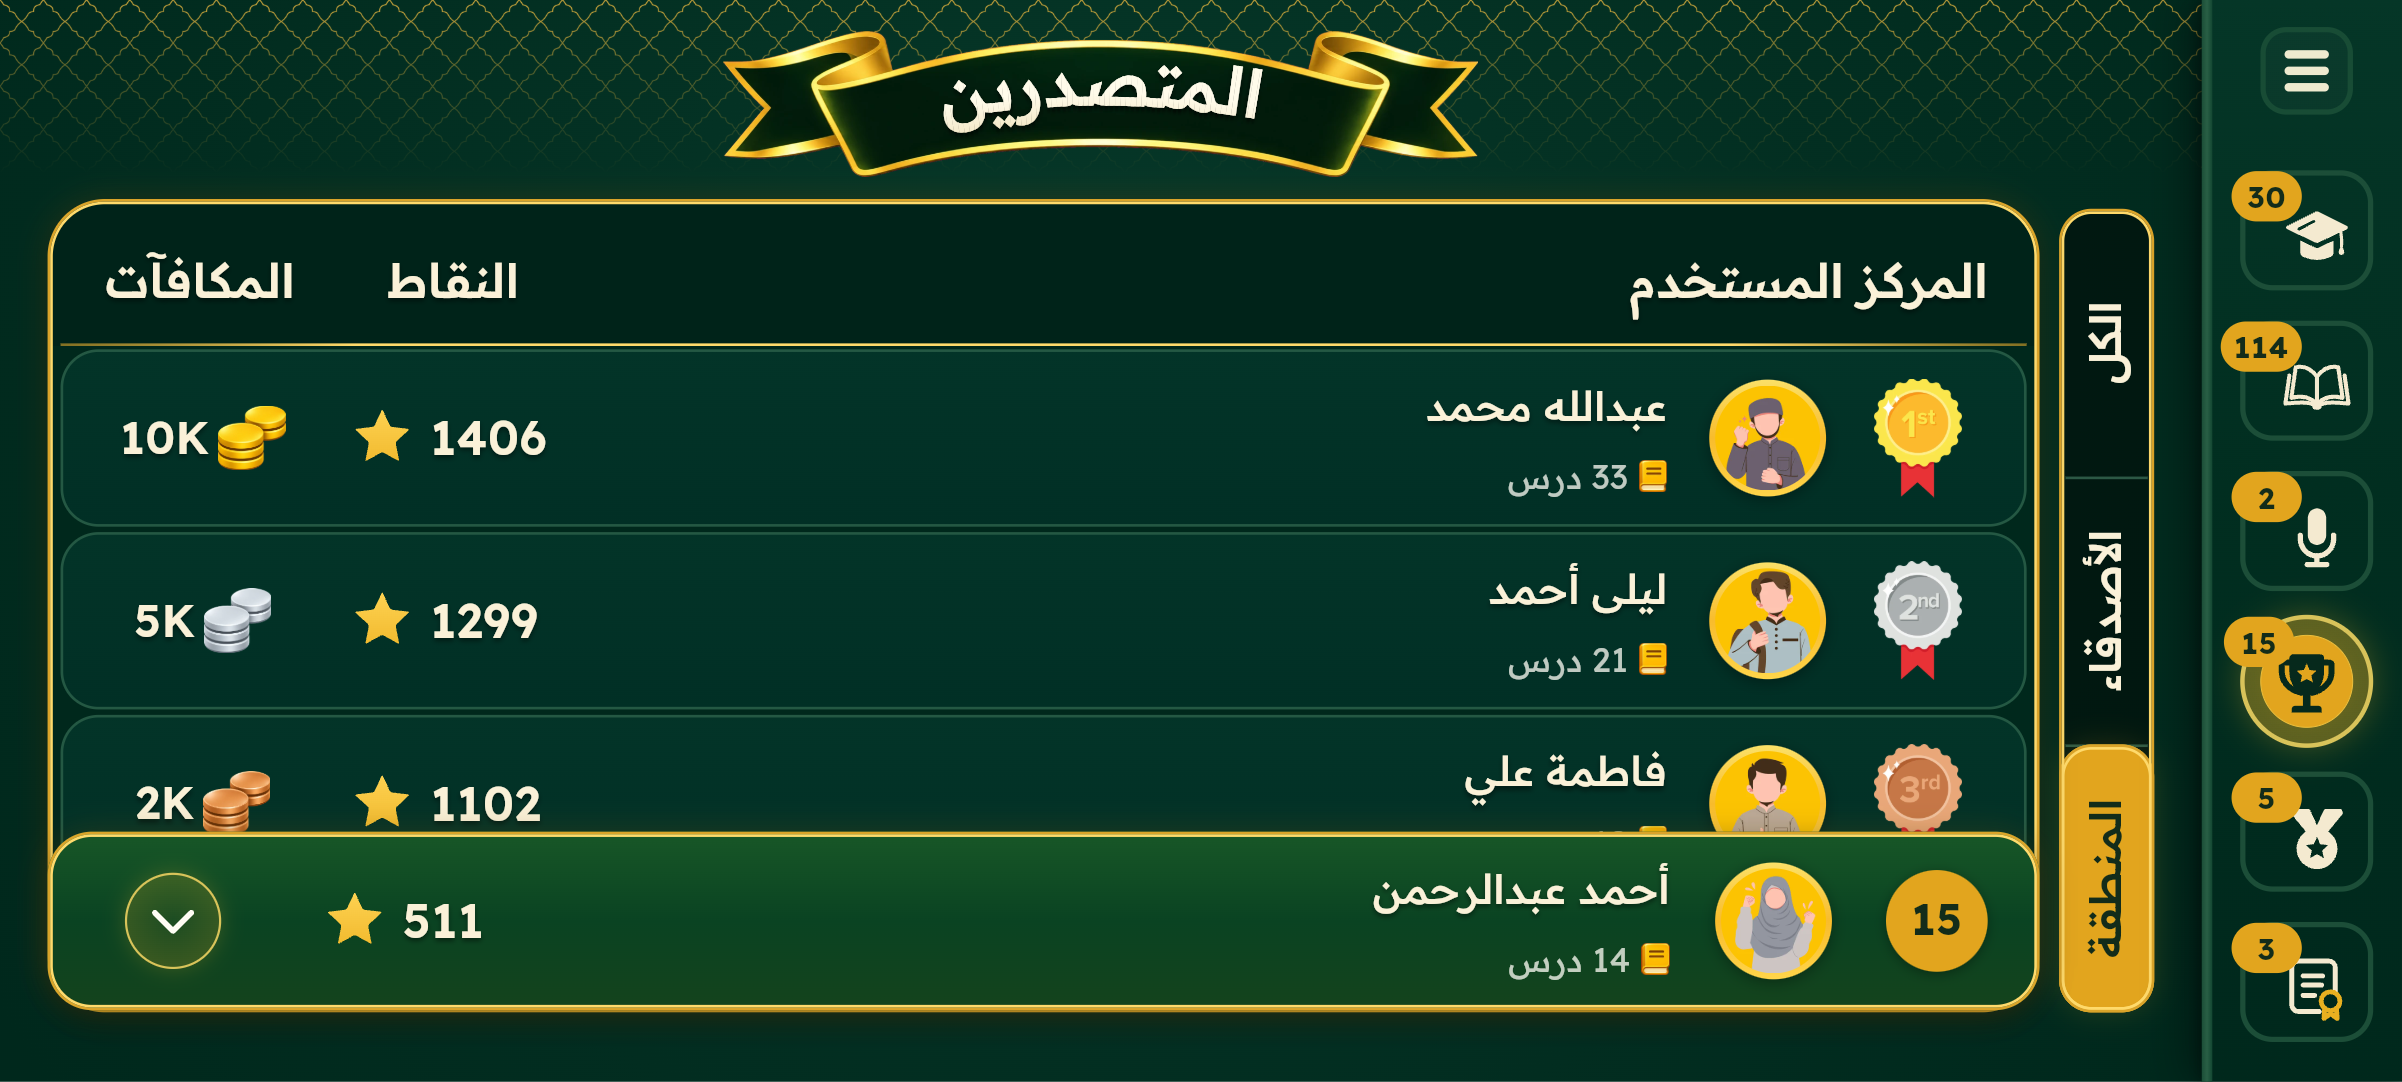 المتصدرين
المركز المستخدم النقاط المكافآت
1st عبدالله محمد 1406 10K
33 درس
2nd ليلى أحمد 1299 5K
21 درس
3rd فاطمة علي 1102 2K
15 أحمد عبدالرحمن 511
14 درس
الكل
الأصدقاء
المنطقة
30
114
2
15
5
3